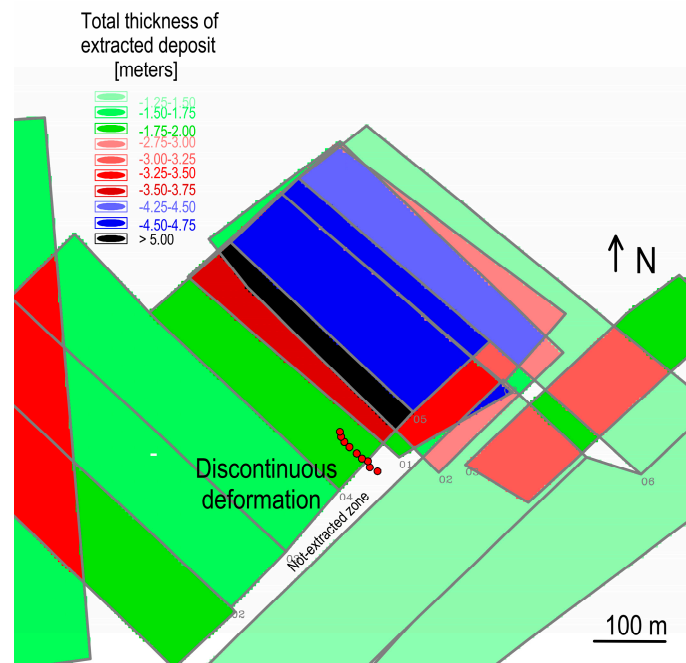 Total thickness of
extracted deposit
[meters]
-1.25-1.50
-1.50-1.75
-1.75-2.00
-2.75-3.00
-3.00-3.25
-3.25-3.50
-3.50-3.75
-4.25-4.50
-4.50-4.75
> 5.00
N
05
01
02
03
06
Discontinuous
deformation
04
Not-extracted zone
02
100 m